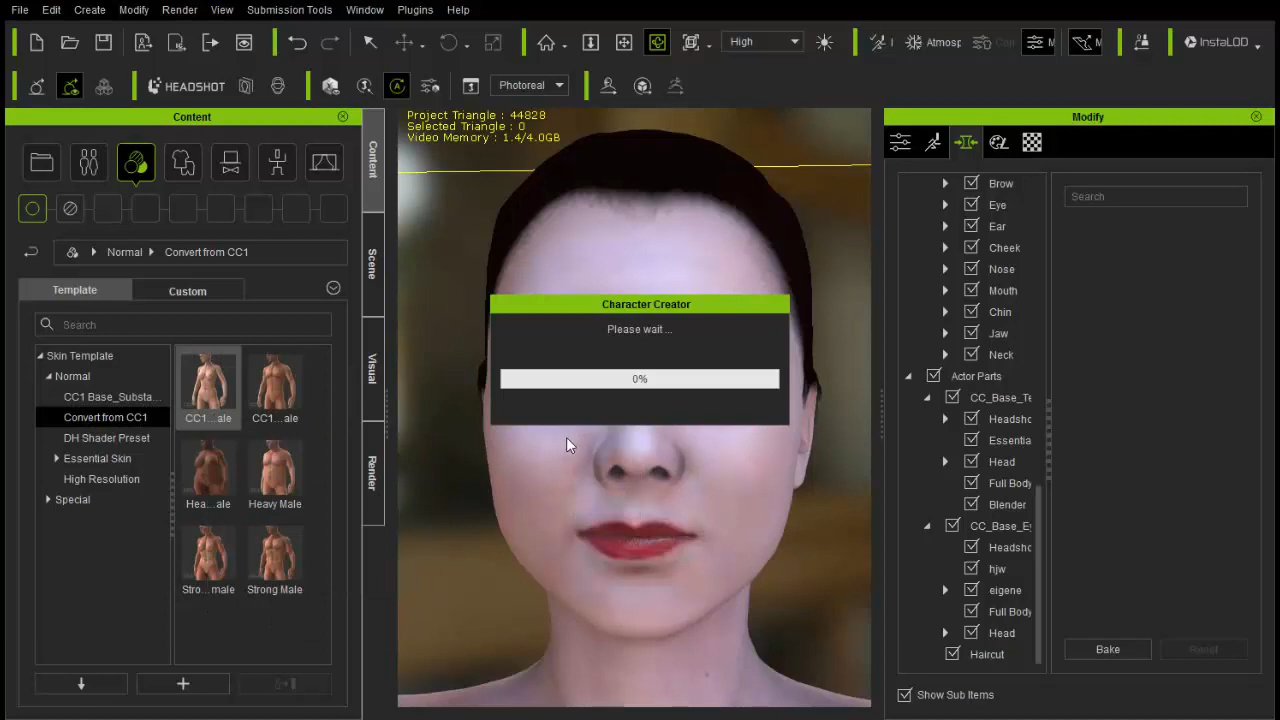 File Edit Create Modify Render View Submission Tools Window Plugins Help
High
Atmosp
InstaLOD
HEADSHOT
Photoreal
Content
Project Triangle : 44828
Selected Triangle : 0
Video Memory : 1.4/4.0GB
Modify
Content
Scene
Visual
Render
Normal Convert from CC1
Template
Custom
Search
Skin Template
Normal
CC1 Base_Substa...
Convert from CC1
DH Shader Preset
Essential Skin
High Resolution
Special
CC1...ale CC1...ale
Hea...ale Heavy Male
Stro...male Strong Male
Character Creator
Please wait ...
0%
Brow
Eye
Ear
Cheek
Nose
Mouth
Chin
Jaw
Neck
Actor Parts
CC_Base_Te
Headsho
Essentia
Head
Full Body
Blender
CC_Base_Ey
Headsho
hjw
eigene
Full Body
Head
Haircut
Search
Bake
Reset
Show Sub Items